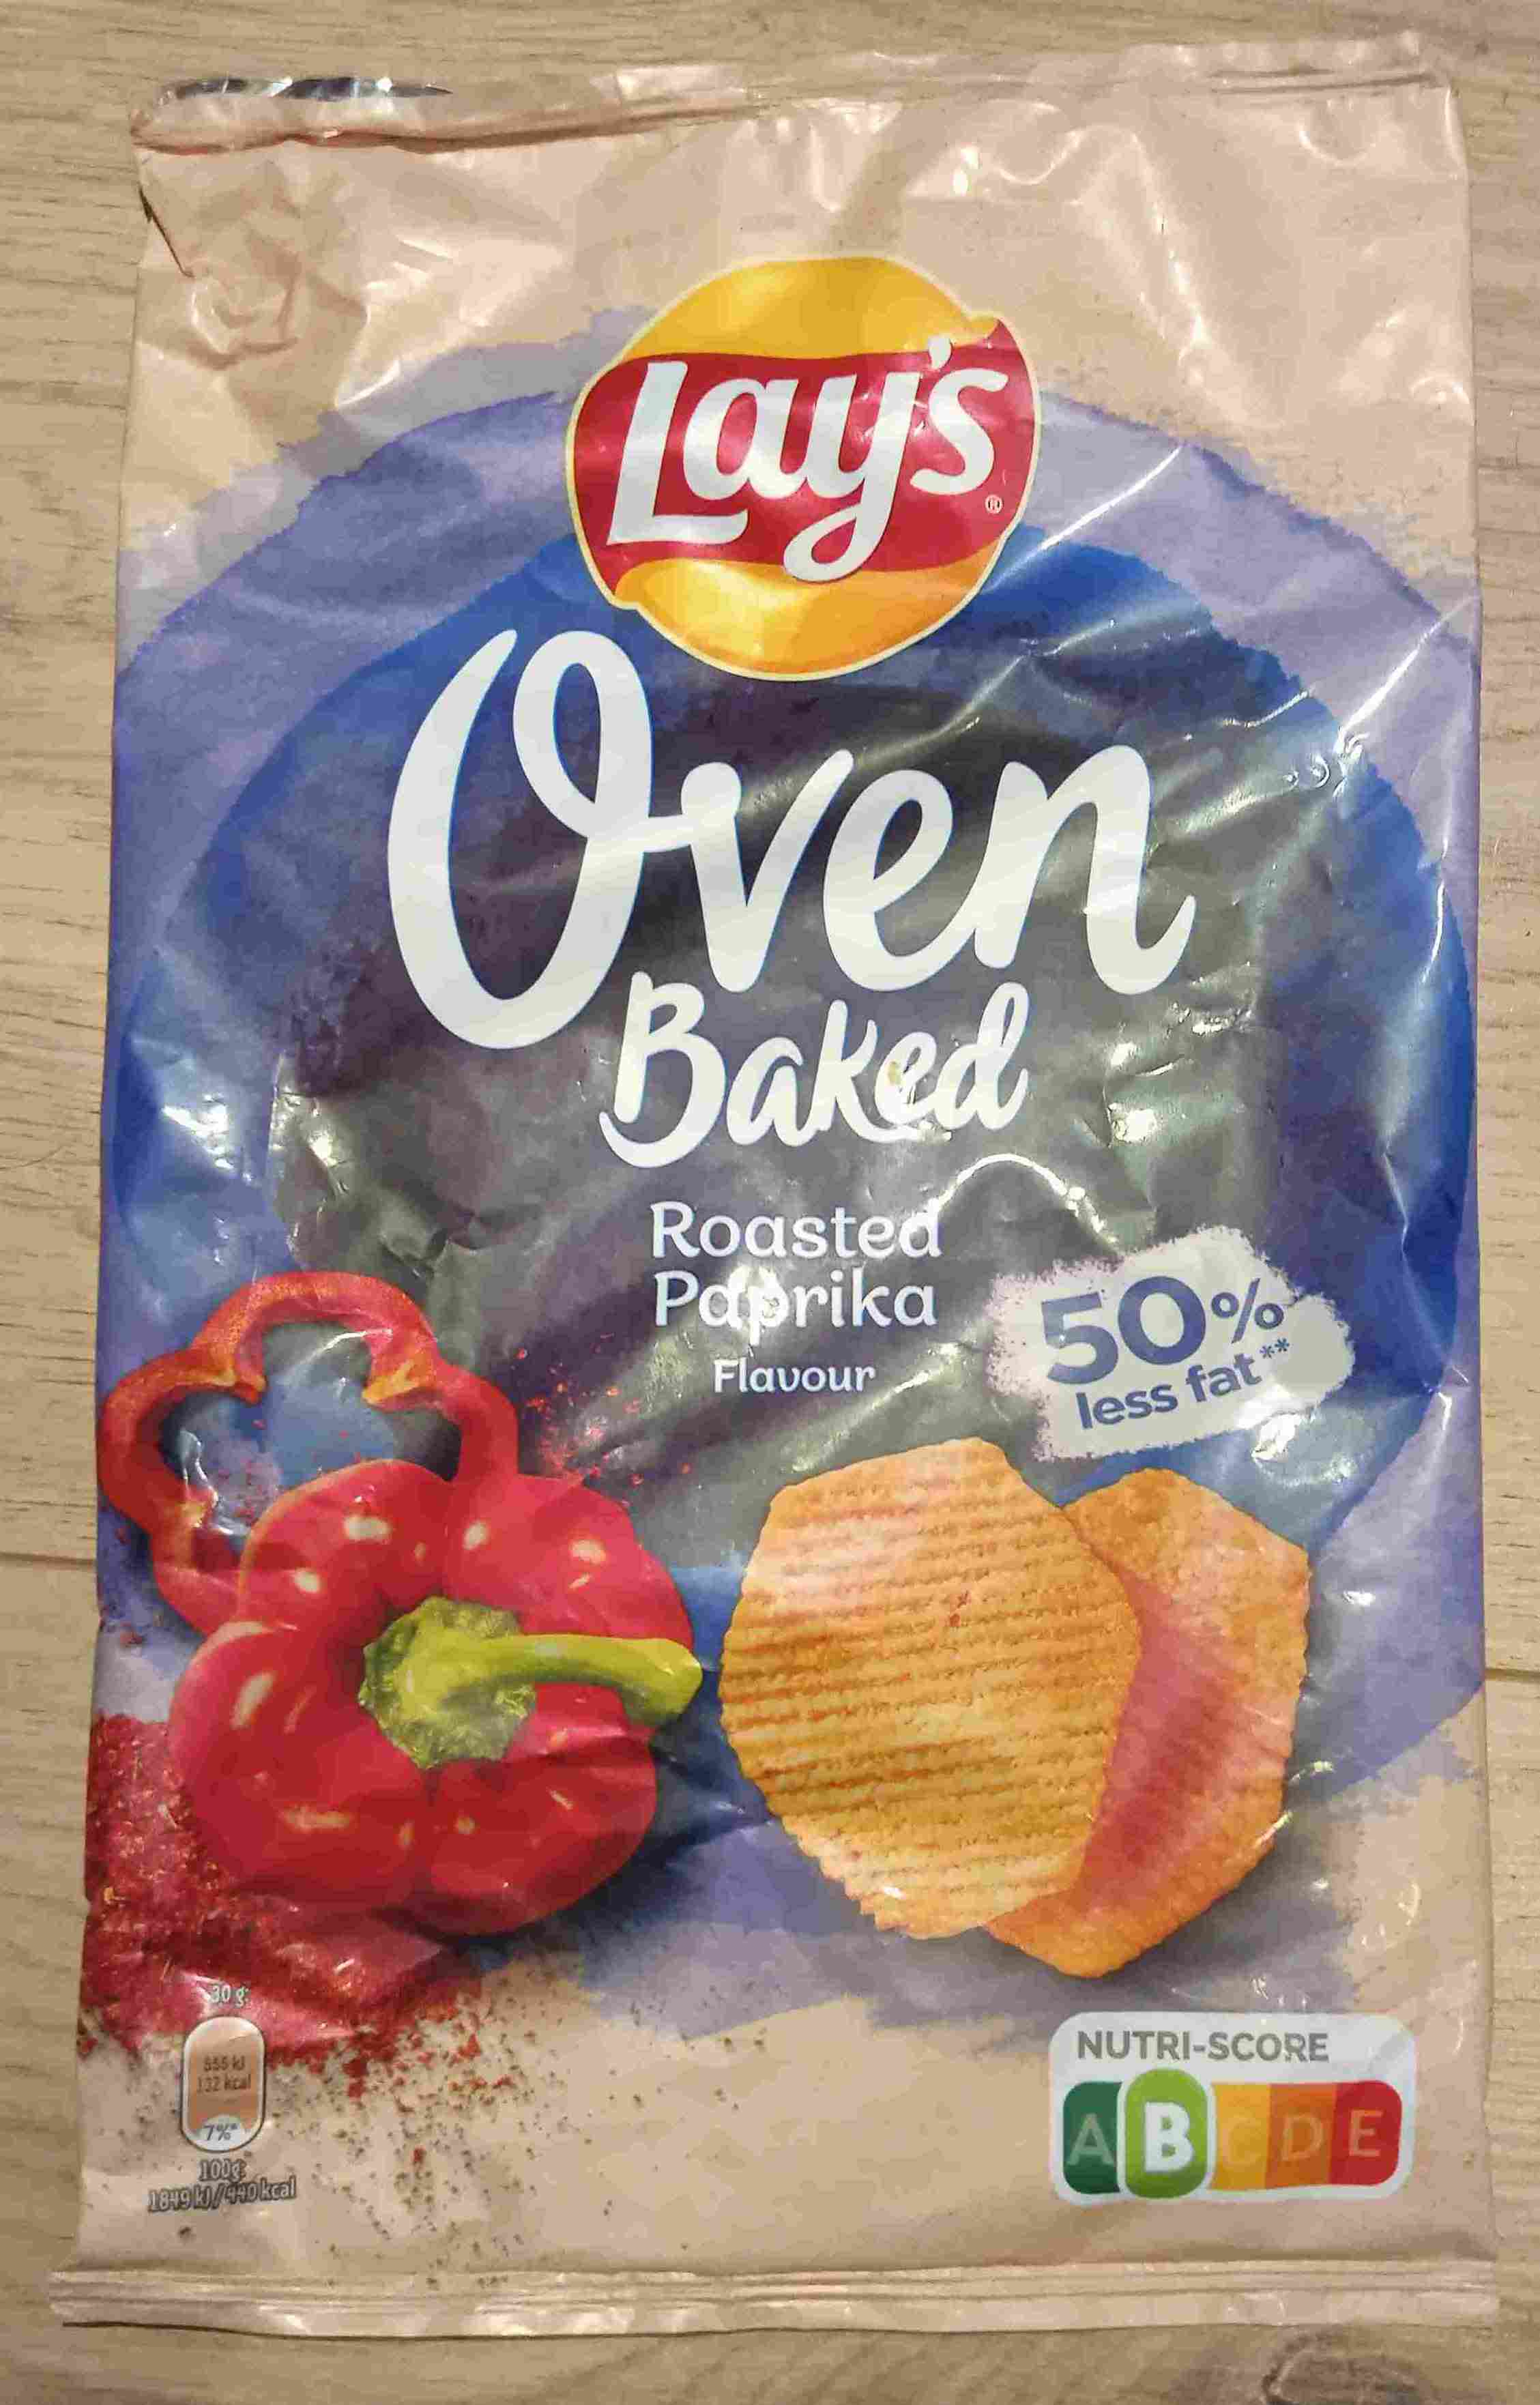 Lay's
®
Oven
Baked
Roasted
Paprika
Flavour
50%
less fat**
30 g:
555 kJ
132 kcal
7%*
100g:
1849 kJ/440 kcal
NUTRI-SCORE
A B C D E